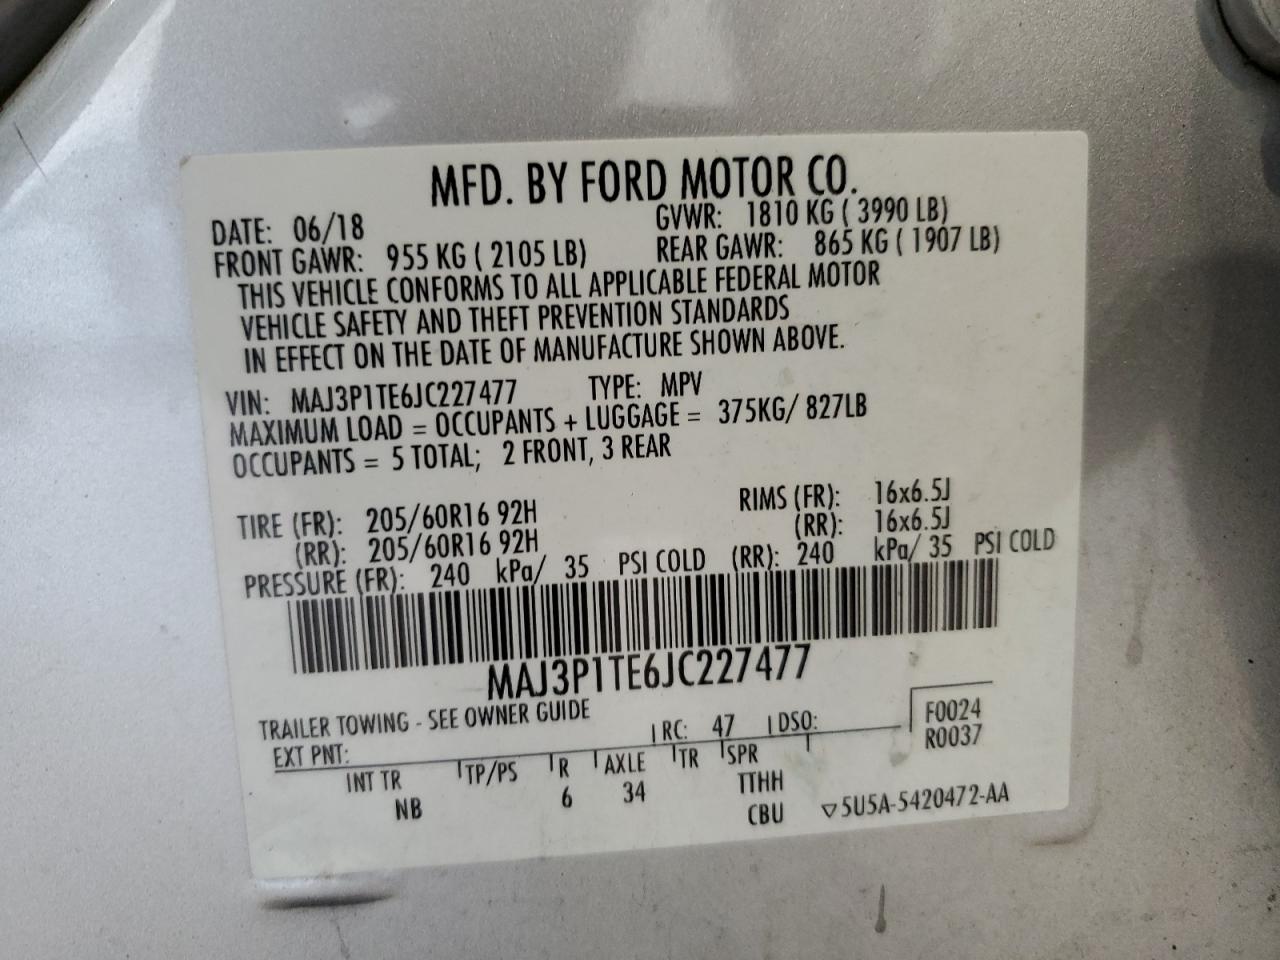 MFD. BY FORD MOTOR CO.
DATE: 06/18 GVWR: 1810 KG ( 3990 LB)
FRONT GAWR: 955 KG ( 2105 LB) REAR GAWR: 865 KG ( 1907 LB)
THIS VEHICLE CONFORMS TO ALL APPLICABLE FEDERAL MOTOR
VEHICLE SAFETY AND THEFT PREVENTION STANDARDS
IN EFFECT ON THE DATE OF MANUFACTURE SHOWN ABOVE.
VIN: MAJ3P1TE6JC227477 TYPE: MPV
MAXIMUM LOAD = OCCUPANTS + LUGGAGE = 375KG/ 827LB
OCCUPANTS = 5 TOTAL; 2 FRONT, 3 REAR
TIRE (FR): 205/60R16 92H RIMS (FR): 16x6.5J
(RR): 205/60R16 92H (RR): 16x6.5J
PRESSURE (FR): 240 kPa/ 35 PSI COLD (RR): 240 kPa/ 35 PSI COLD
MAJ3P1TE6JC227477
TRAILER TOWING - SEE OWNER GUIDE
EXT PNT: RC: 47 DSO: F0024
R0037
INT TR TP/PS R AXLE TR SPR
NB 6 34 TTHH
CBU ▽5U5A-5420472-AA